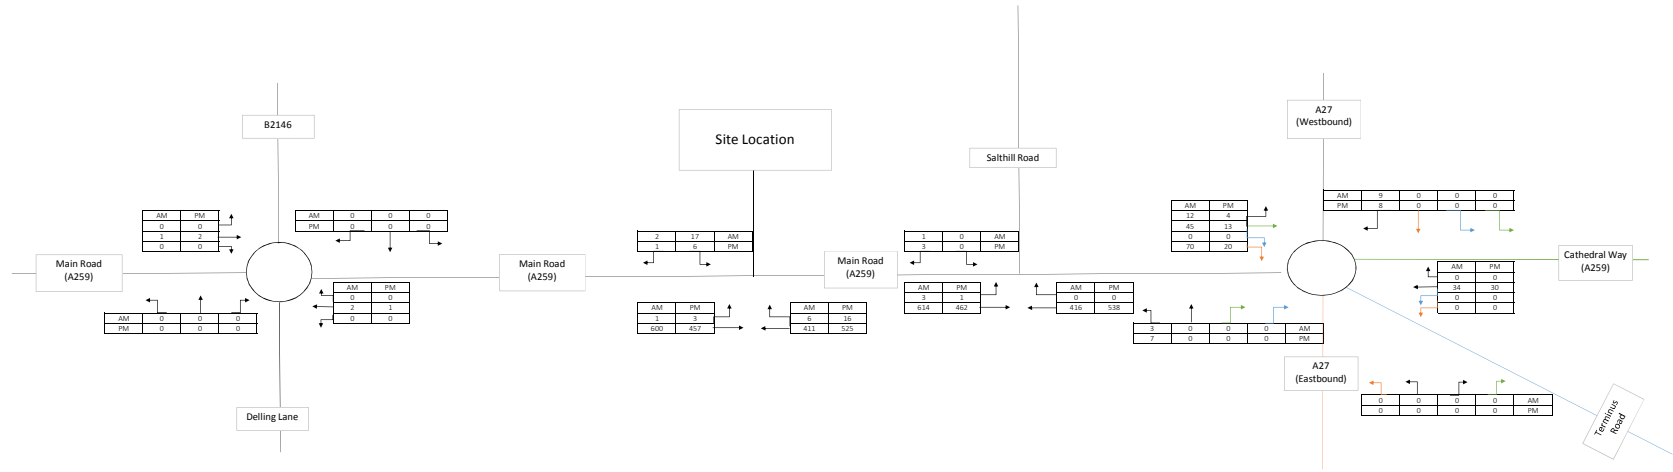 B2146
Site Location
A27
(Westbound)
Salthill Road
AM 9 0 0 0
PM 8 0 0 0
AM PM
12 4
45 13
0 0
70 20
AM PM
0 0
1 2
0 0
AM 0 0 0
PM 0 0 0
2 17 AM
1 6 PM
1 0 AM
3 0 PM
Main Road
(A259)
Main Road
(A259)
Main Road
(A259)
Cathedral Way
(A259)
AM PM
0 0
34 30
0 0
0 0
AM PM
0 0
2 1
0 0
0 0 0
AM 0 0 0
PM 0 0 0
AM PM
1 3
600 457
AM PM
6 16
411 525
AM PM
3 1
614 462
AM PM
0 0
416 538
3 0 0 0 AM
7 0 0 0 PM
A27
(Eastbound)
0 0 0 0 AM
0 0 0 0 PM
Delling Lane
Terminus
Road